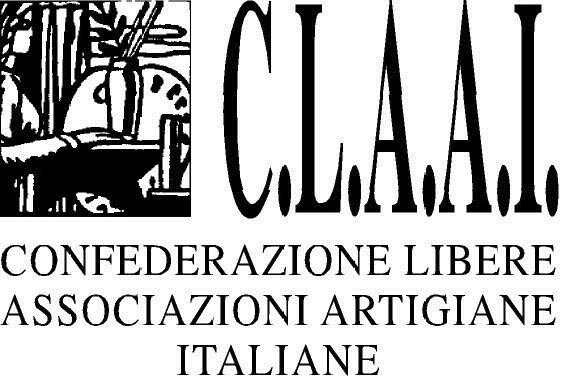 C.L.A.A.I.
CONFEDERAZIONE LIBERE
ASSOCIAZIONI ARTIGIANE
ITALIANE